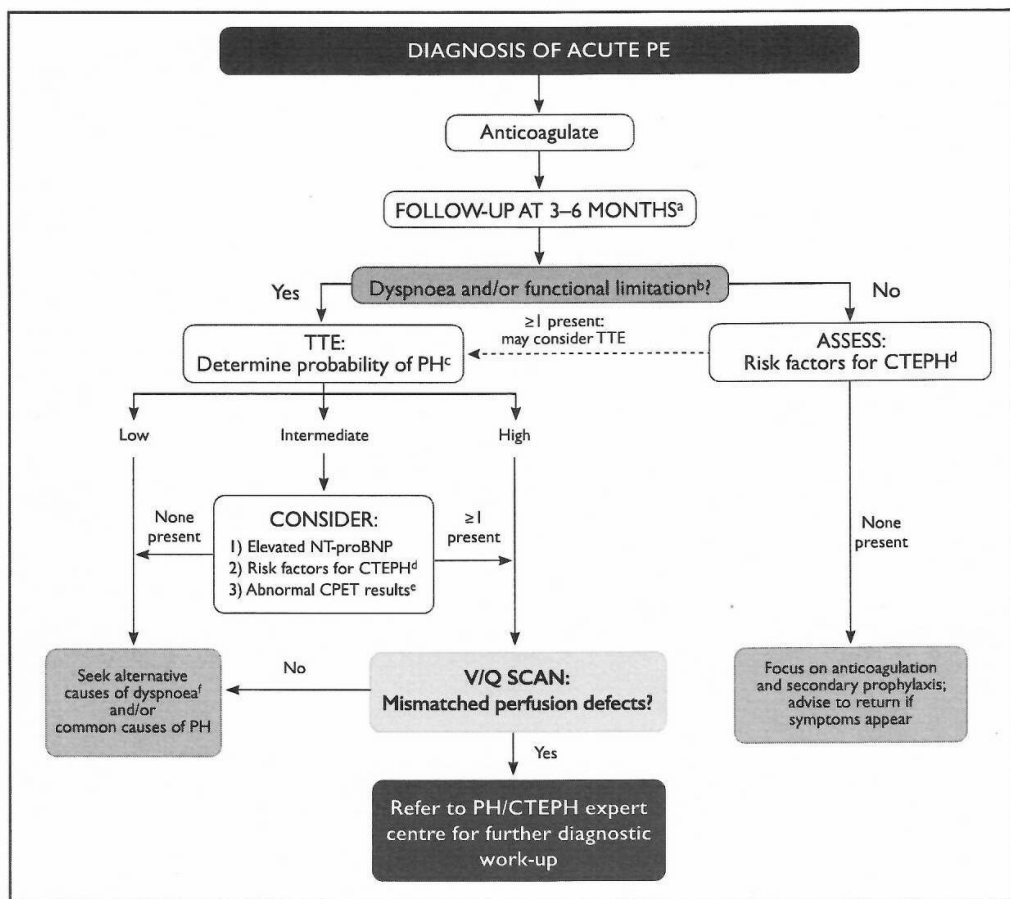 DIAGNOSIS OF ACUTE PE
Anticoagulate
FOLLOW-UP AT 3–6 MONTHSᵃ
Dyspnoea and/or functional limitationᵇ?
Yes
No
TTE:
Determine probability of PHᶜ
≥1 present:
may consider TTE
ASSESS:
Risk factors for CTEPHᵈ
Low
Intermediate
High
None
present
CONSIDER:
1) Elevated NT-proBNP
2) Risk factors for CTEPHᵈ
3) Abnormal CPET resultsᵉ
≥1
present
None
present
Seek alternative
causes of dyspnoeaᶠ
and/or
common causes of PH
No
V/Q SCAN:
Mismatched perfusion defects?
Focus on anticoagulation
and secondary prophylaxis;
advise to return if
symptoms appear
Yes
Refer to PH/CTEPH expert
centre for further diagnostic
work-up